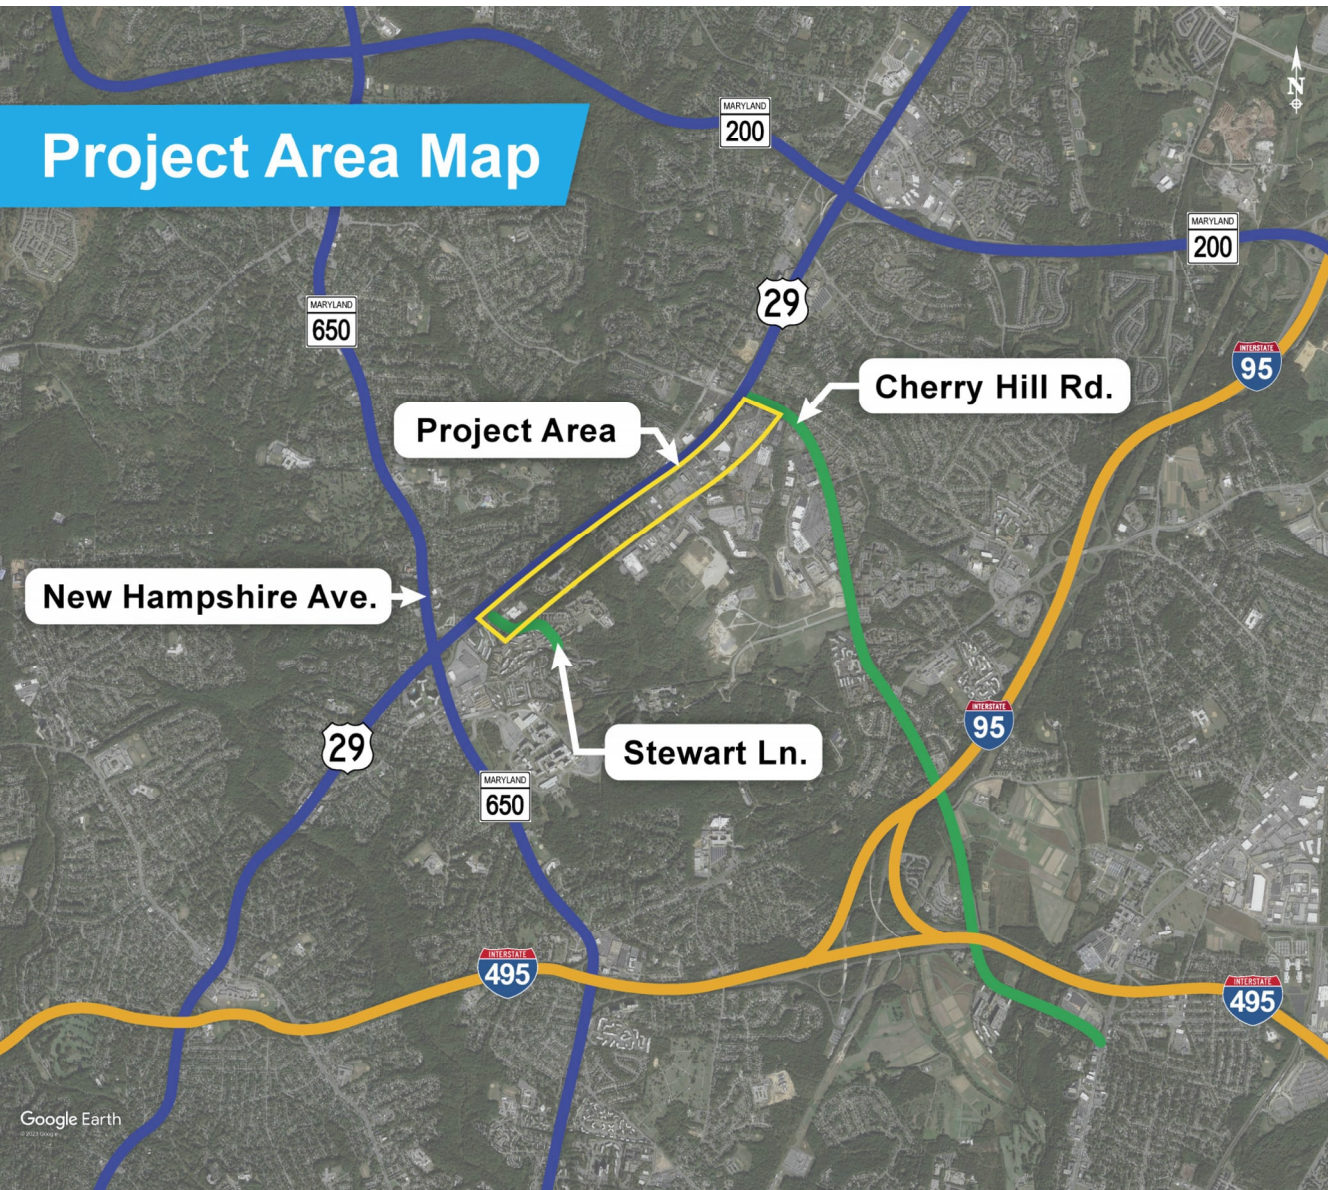 MARYLAND
200
N
Project Area Map
MARYLAND
200
29
MARYLAND
650
INTERSTATE
95
Cherry Hill Rd.
Project Area
New Hampshire Ave.
INTERSTATE
95
29
Stewart Ln.
MARYLAND
650
INTERSTATE
495
INTERSTATE
495
Google Earth